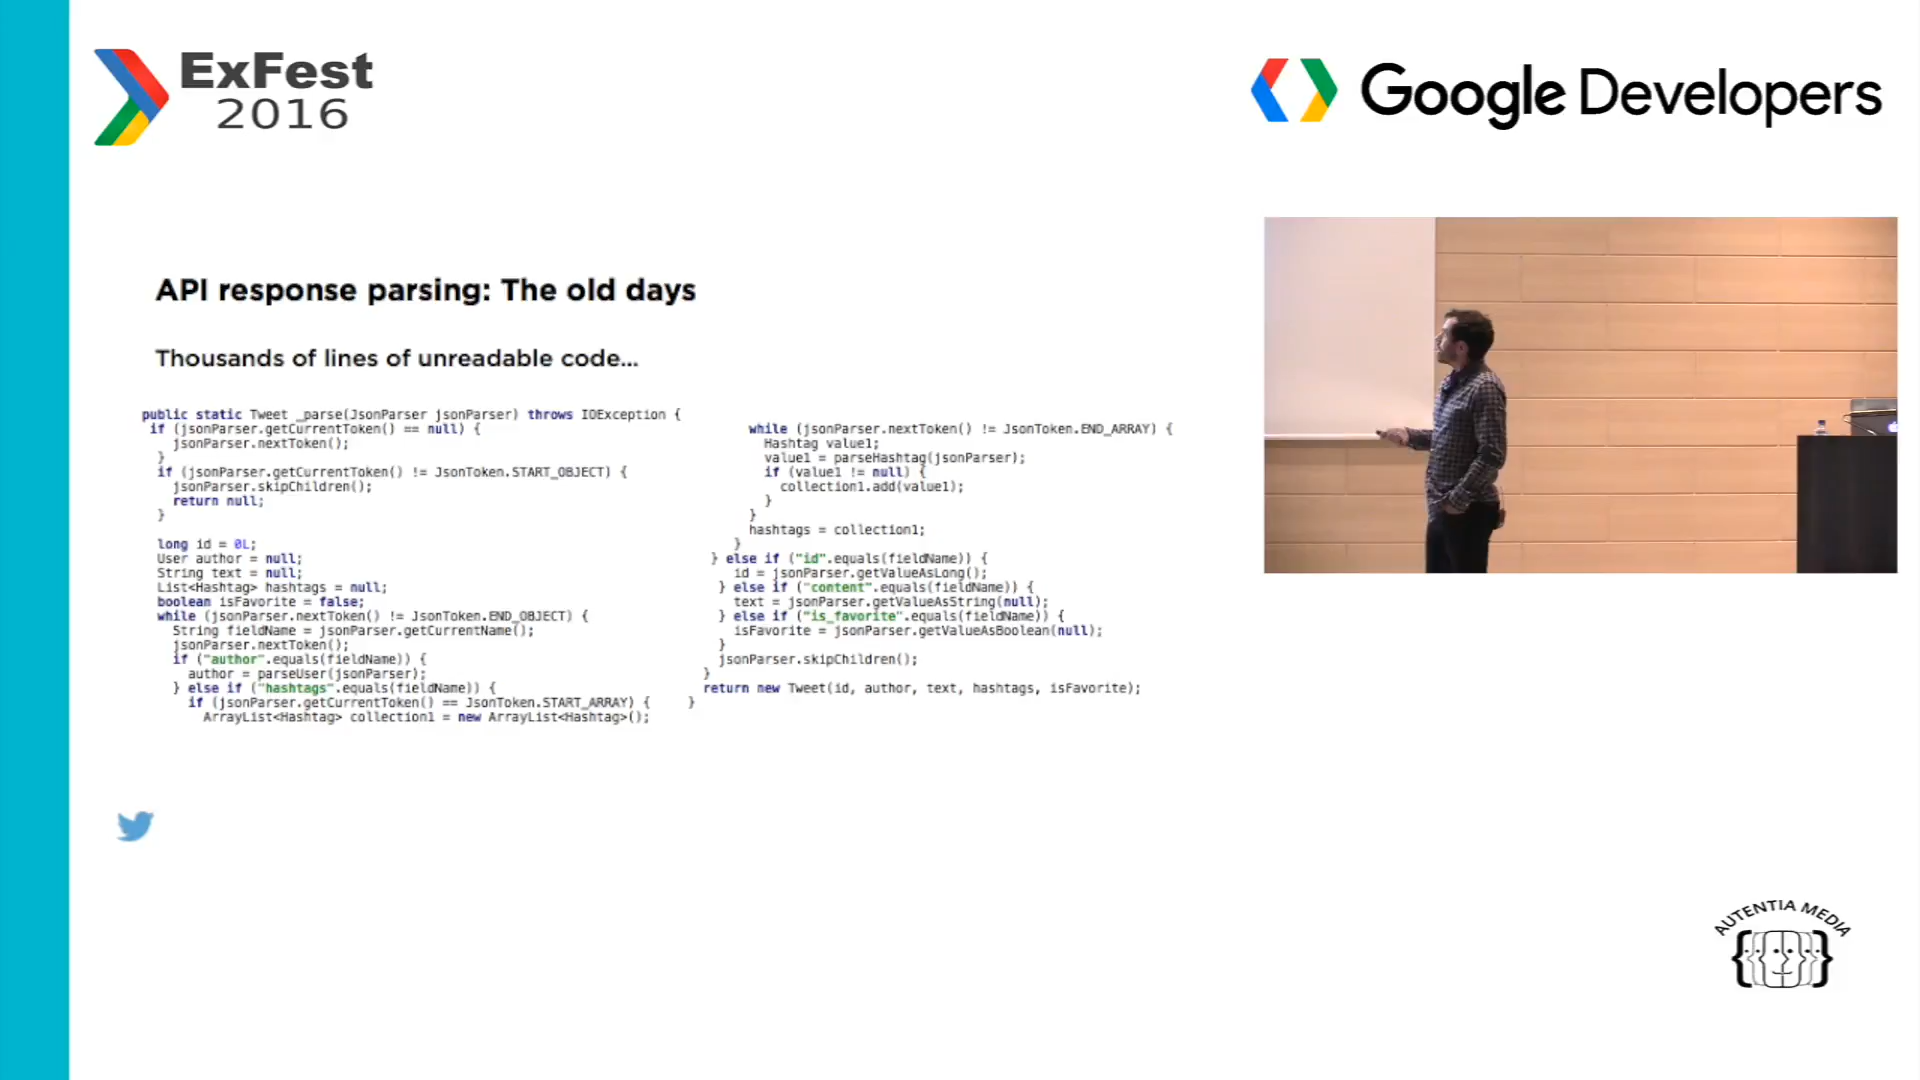 ExFest
2016
Google Developers
API response parsing: The old days
Thousands of lines of unreadable code...
public static Tweet _parse(JsonParser jsonParser) throws IOException {
if (jsonParser.getCurrentToken() == null) {
jsonParser.nextToken();
}
if (jsonParser.getCurrentToken() != JsonToken.START_OBJECT) {
jsonParser.skipChildren();
return null;
}
long id = 0L;
User author = null;
String text = null;
List<Hashtag> hashtags = null;
boolean isFavorite = false;
while (jsonParser.nextToken() != JsonToken.END_OBJECT) {
String fieldName = jsonParser.getCurrentName();
jsonParser.nextToken();
if ("author".equals(fieldName)) {
author = parseUser(jsonParser);
} else if ("hashtags".equals(fieldName)) {
if (jsonParser.getCurrentToken() == JsonToken.START_ARRAY) {
ArrayList<Hashtag> collection1 = new ArrayList<Hashtag>();
while (jsonParser.nextToken() != JsonToken.END_ARRAY) {
Hashtag value1;
value1 = parseHashtag(jsonParser);
if (value1 != null) {
collection1.add(value1);
}
}
hashtags = collection1;
}
} else if ("id".equals(fieldName)) {
id = jsonParser.getValueAsLong();
} else if ("content".equals(fieldName)) {
text = jsonParser.getValueAsString(null);
} else if ("is_favorite".equals(fieldName)) {
isFavorite = jsonParser.getValueAsBoolean(null);
}
jsonParser.skipChildren();
}
return new Tweet(id, author, text, hashtags, isFavorite);
}
AUTENTIA MEDIA